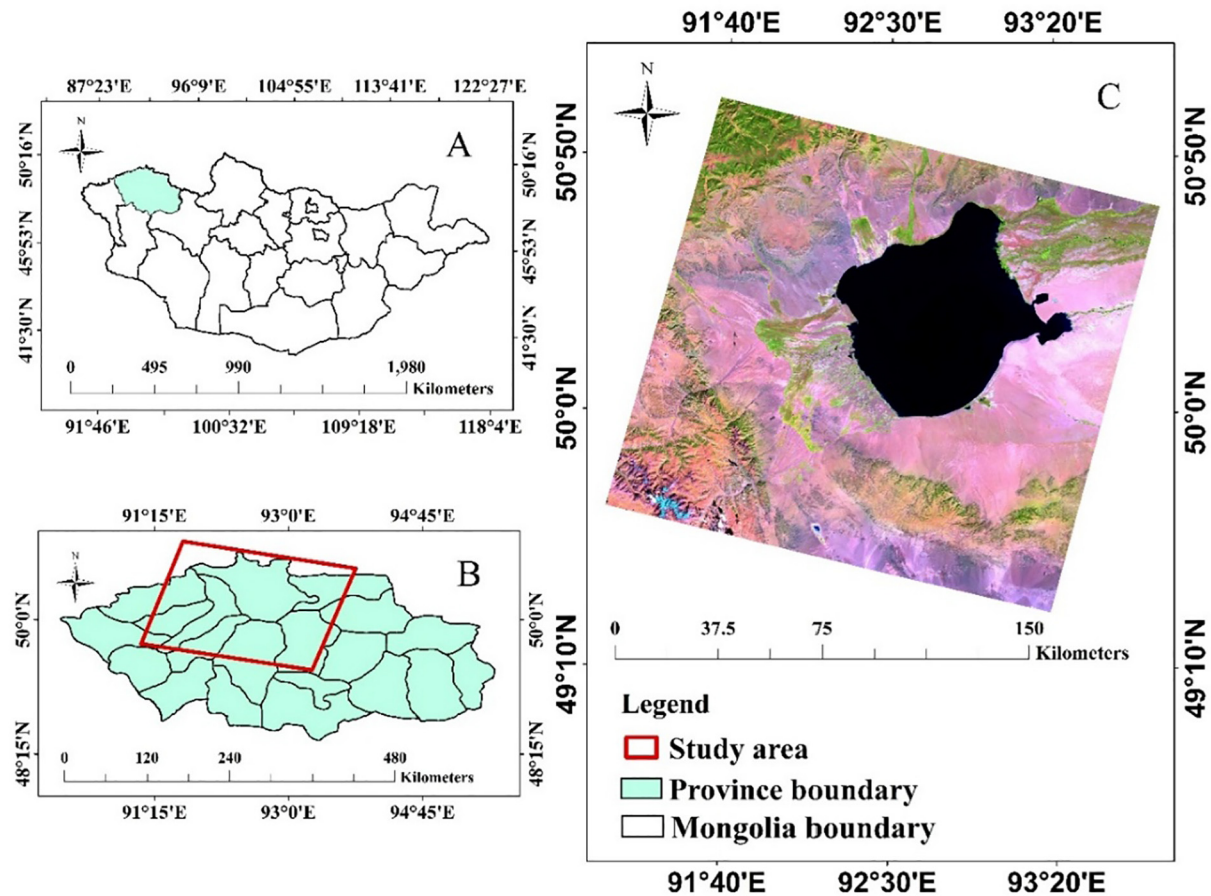 87°23'E 96°9'E 104°55'E 113°41'E 122°27'E
N
A
50°16'N
50°16'N
45°53'N
45°53'N
41°30'N
41°30'N
0 495 990 1,980
Kilometers
91°46'E 100°32'E 109°18'E 118°4'E
91°15'E 93°0'E 94°45'E
N
B
50°0'N
50°0'N
48°15'N
48°15'N
0 120 240 480
Kilometers
91°15'E 93°0'E 94°45'E
91°40'E 92°30'E 93°20'E
N
C
50°50'N
50°50'N
50°0'N
50°0'N
49°10'N
49°10'N
0 37.5 75 150
Kilometers
Legend
Study area
Province boundary
Mongolia boundary
91°40'E 92°30'E 93°20'E